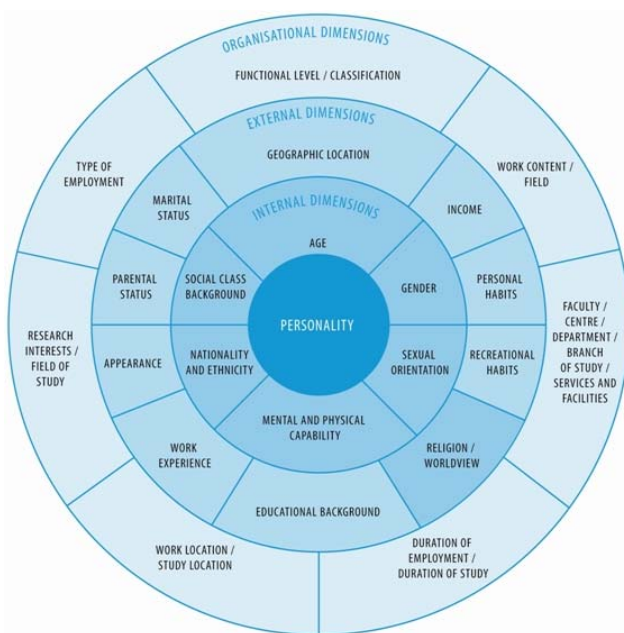 ORGANISATIONAL DIMENSIONS
FUNCTIONAL LEVEL / CLASSIFICATION
WORK CONTENT /
FIELD
FACULTY /
CENTRE /
DEPARTMENT /
BRANCH
OF STUDY /
SERVICES AND
FACILITIES
DURATION OF
EMPLOYMENT /
DURATION OF STUDY
WORK LOCATION /
STUDY LOCATION
RESEARCH
INTERESTS /
FIELD OF
STUDY
TYPE OF
EMPLOYMENT
EXTERNAL DIMENSIONS
GEOGRAPHIC LOCATION
INCOME
PERSONAL
HABITS
RECREATIONAL
HABITS
RELIGION /
WORLDVIEW
EDUCATIONAL BACKGROUND
WORK
EXPERIENCE
APPEARANCE
PARENTAL
STATUS
MARITAL
STATUS
INTERNAL DIMENSIONS
AGE
GENDER
SEXUAL
ORIENTATION
MENTAL AND PHYSICAL
CAPABILITY
NATIONALITY
AND ETHNICITY
SOCIAL CLASS
BACKGROUND
PERSONALITY